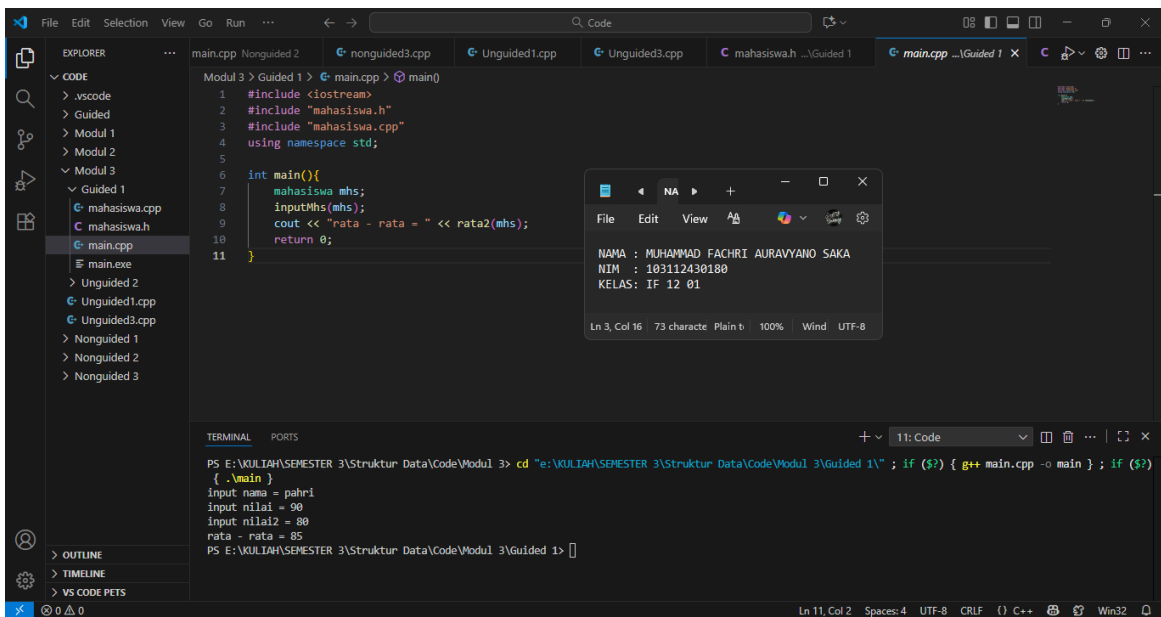 File Edit Selection View Go Run ··· Code
EXPLORER ··· main.cpp Nonguided 2 nonguided3.cpp Unguided1.cpp Unguided3.cpp mahasiswa.h ...\Guided 1 main.cpp ...\Guided 1
CODE
.vscode
Guided
Modul 1
Modul 2
Modul 3
Guided 1
mahasiswa.cpp
mahasiswa.h
main.cpp
main.exe
Unguided 2
Unguided1.cpp
Unguided3.cpp
Nonguided 1
Nonguided 2
Nonguided 3
OUTLINE
TIMELINE
VS CODE PETS
Modul 3 > Guided 1 > main.cpp > main()
1 #include <iostream>
2 #include "mahasiswa.h"
3 #include "mahasiswa.cpp"
4 using namespace std;
5
6 int main(){
7 mahasiswa mhs;
8 inputMhs(mhs);
9 cout << "rata - rata = " << rata2(mhs);
10 return 0;
11 }
NA
File Edit View
NAMA : MUHAMMAD FACHRI AURAVYANO SAKA
NIM : 103112430180
KELAS: IF 12 01
Ln 3, Col 16 73 characte Plain t 100% Wind UTF-8
TERMINAL PORTS 11: Code
PS E:\KULIAH\SEMESTER 3\Struktur Data\Code\Modul 3> cd "e:\KULIAH\SEMESTER 3\Struktur Data\Code\Modul 3\Guided 1\" ; if ($?) { g++ main.cpp -o main } ; if ($?)
{ .\main }
input nama = pahri
input nilai = 90
input nilai2 = 80
rata - rata = 85
PS E:\KULIAH\SEMESTER 3\Struktur Data\Code\Modul 3\Guided 1>
0 0 Ln 11, Col 2 Spaces: 4 UTF-8 CRLF {} C++ Win32